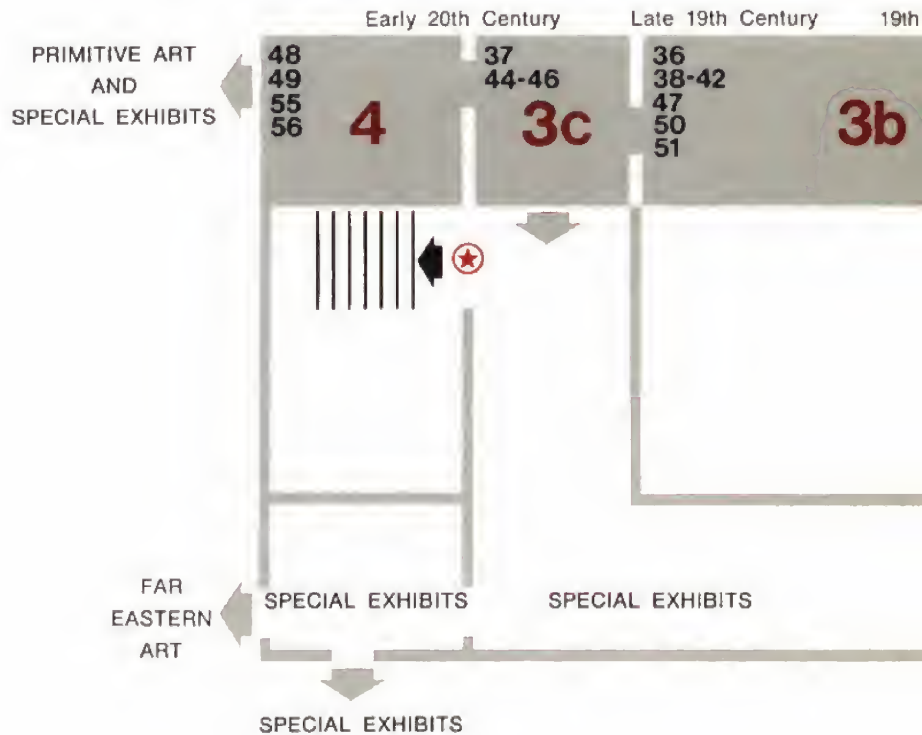 Early 20th Century
Late 19th Century
19th
PRIMITIVE ART
AND
SPECIAL EXHIBITS
48
49
55
56
4
37
44-46
3c
36
38-42
47
50
51
3b
FAR
EASTERN
ART
SPECIAL EXHIBITS
SPECIAL EXHIBITS
SPECIAL EXHIBITS